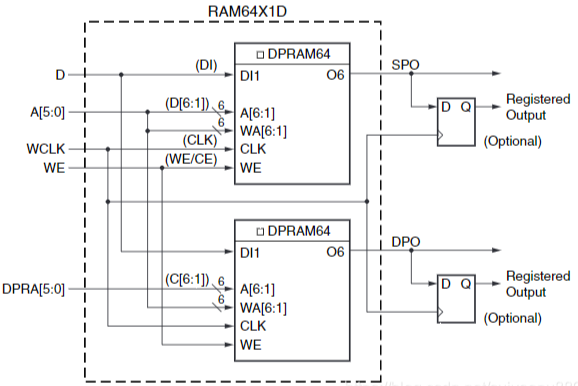 RAM64X1D
DPRAM64
D
(DI)
DI1
O6
SPO
A[5:0]
(D[6:1])
6
A[6:1]
6
WA[6:1]
WCLK
(CLK)
CLK
WE
(WE/CE)
WE
D Q
Registered
Output
(Optional)
DPRAM64
DI1
O6
DPO
DPRA[5:0]
(C[6:1])
6
A[6:1]
6
WA[6:1]
CLK
WE
D Q
Registered
Output
(Optional)